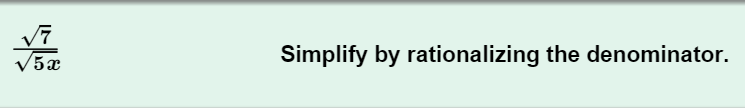 √7
√5x
Simplify by rationalizing the denominator.